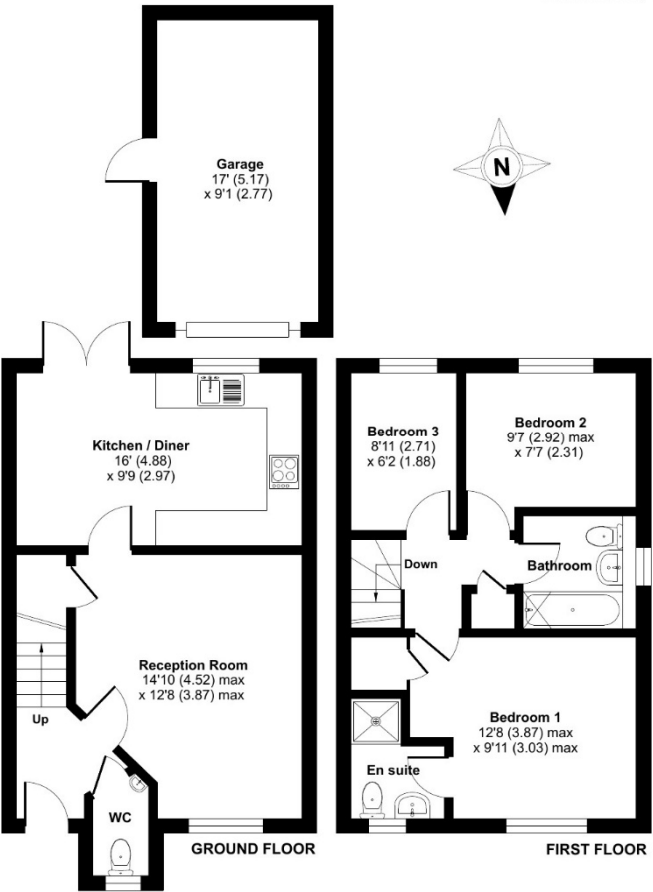 Garage
17' (5.17)
x 9'1 (2.77)
N
Kitchen / Diner
16' (4.88)
x 9'9 (2.97)
Bedroom 3
8'11 (2.71)
x 6'2 (1.88)
Bedroom 2
9'7 (2.92) max
x 7'7 (2.31)
Down
Bathroom
Reception Room
14'10 (4.52) max
x 12'8 (3.87) max
Up
Bedroom 1
12'8 (3.87) max
x 9'11 (3.03) max
En suite
WC
GROUND FLOOR
FIRST FLOOR